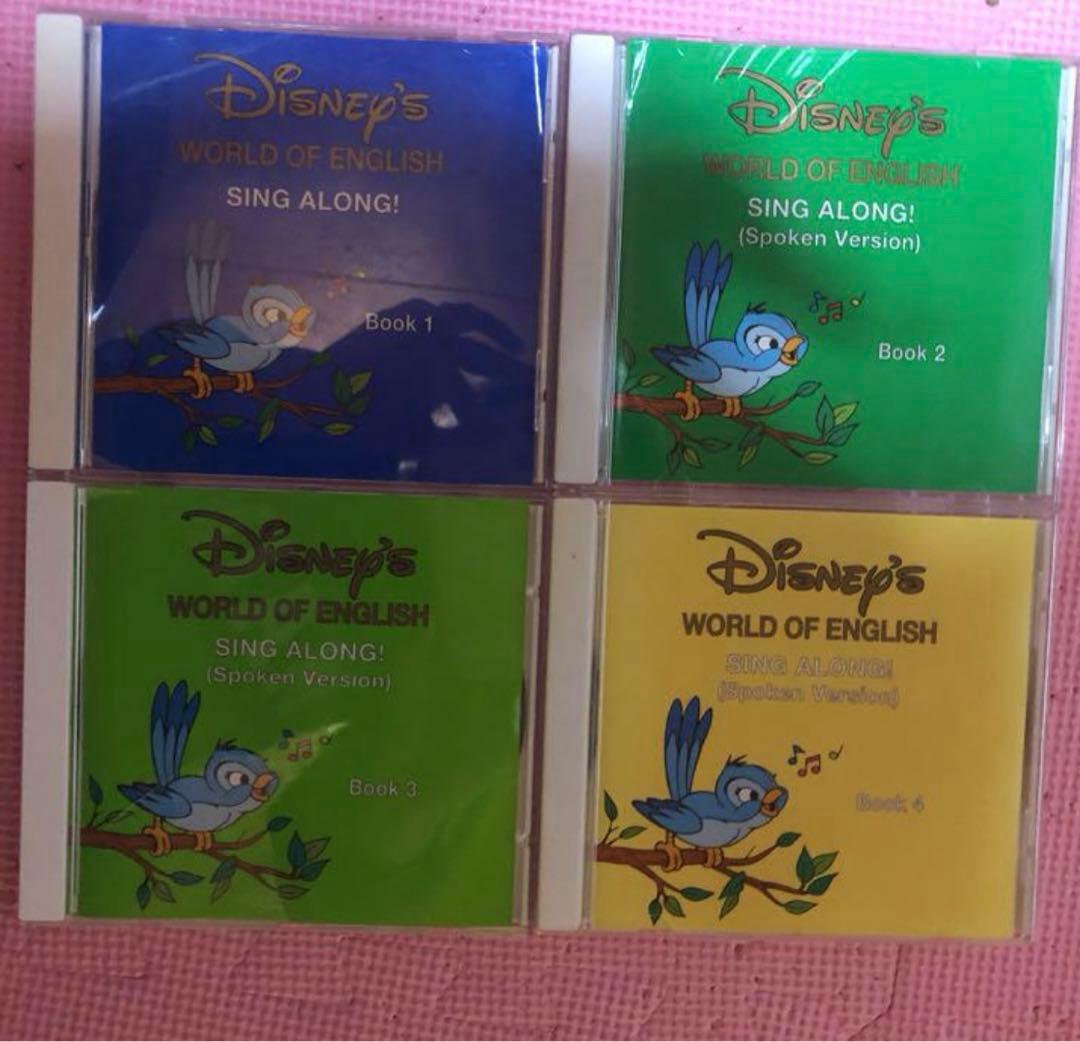 Disney's
WORLD OF ENGLISH
SING ALONG!
Book 1
Disney's
WORLD OF ENGLISH
SING ALONG!
(Spoken Version)
Book 2
Disney's
WORLD OF ENGLISH
SING ALONG!
(Spoken Version)
Book 3
Disney's
WORLD OF ENGLISH
SING ALONG!
(Spoken Version)
Book 4